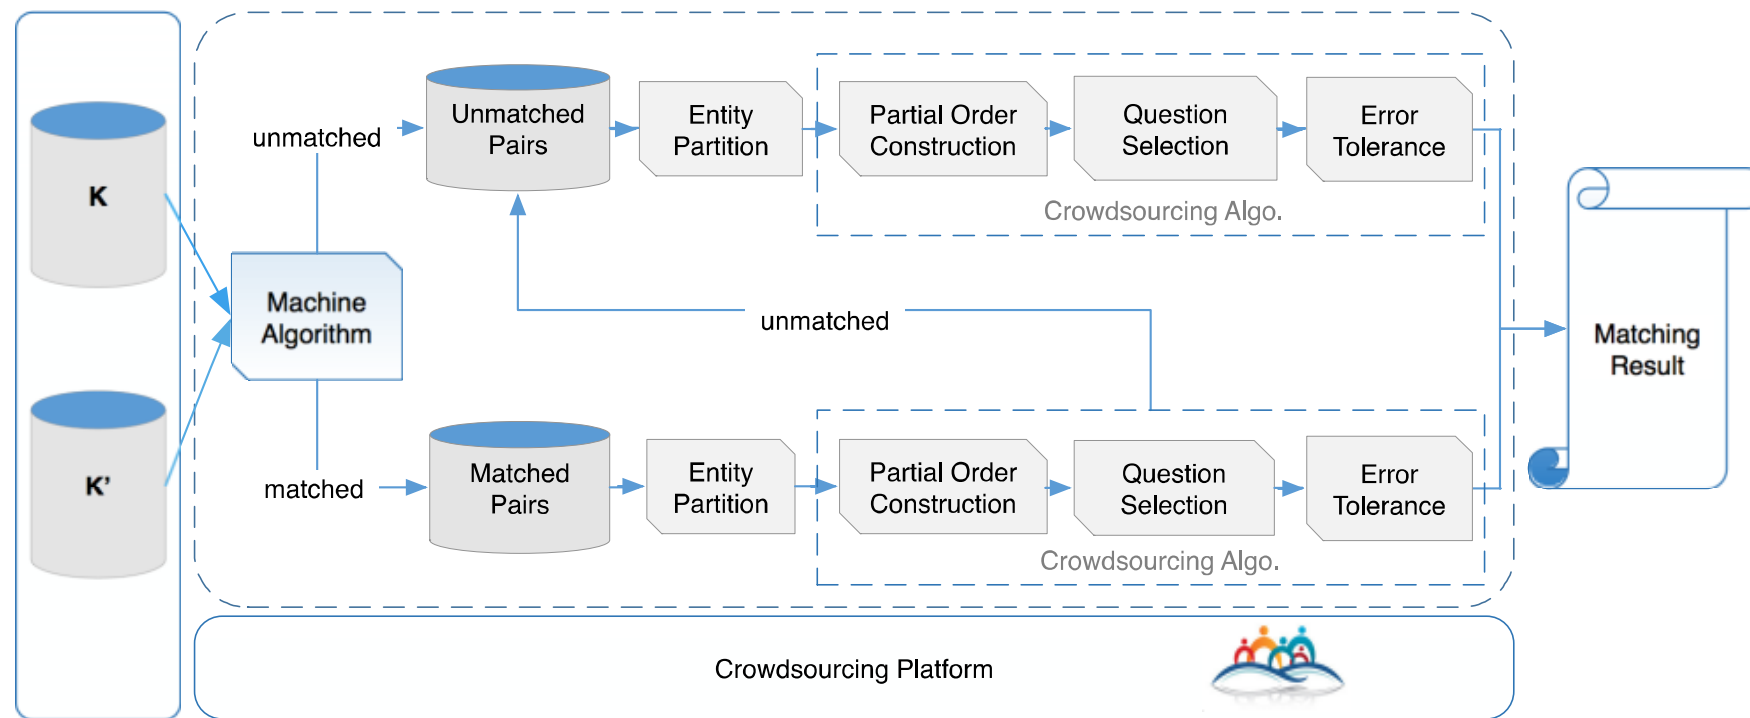 K
K’
Machine
Algorithm
unmatched
Unmatched
Pairs
Entity
Partition
Partial Order
Construction
Question
Selection
Error
Tolerance
Crowdsourcing Algo.
unmatched
matched
Matched
Pairs
Entity
Partition
Partial Order
Construction
Question
Selection
Error
Tolerance
Crowdsourcing Algo.
Matching
Result
Crowdsourcing Platform